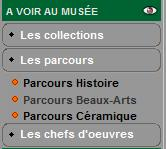 A VOIR AU MUSÉE
Les collections
Les parcours
Parcours Histoire
Parcours Beaux-Arts
Parcours Céramique
Les chefs d'oeuvres